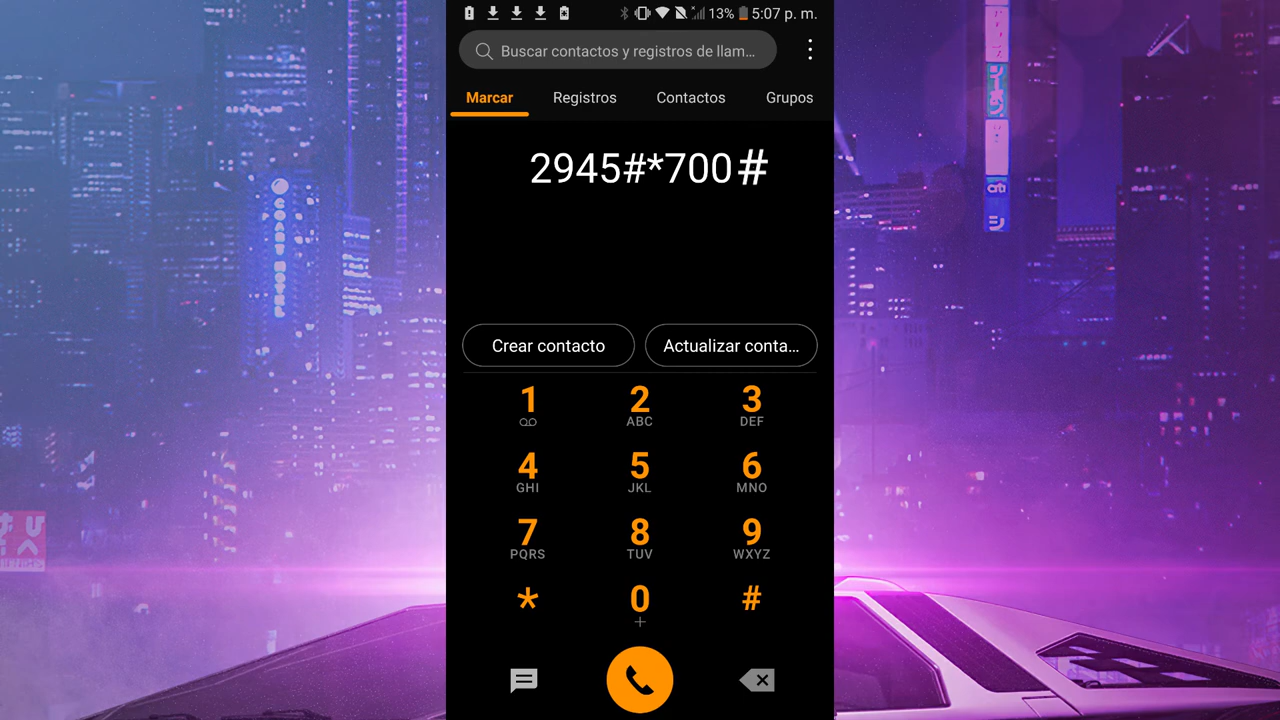 13% 5:07 p. m.
Buscar contactos y registros de llam...
Marcar Registros Contactos Grupos
2945#*700#
Crear contacto Actualizar conta...
1 2 3
ABC DEF
4 5 6
GHI JKL MNO
7 8 9
PQRS TUV WXYZ
* 0 #
+
citi